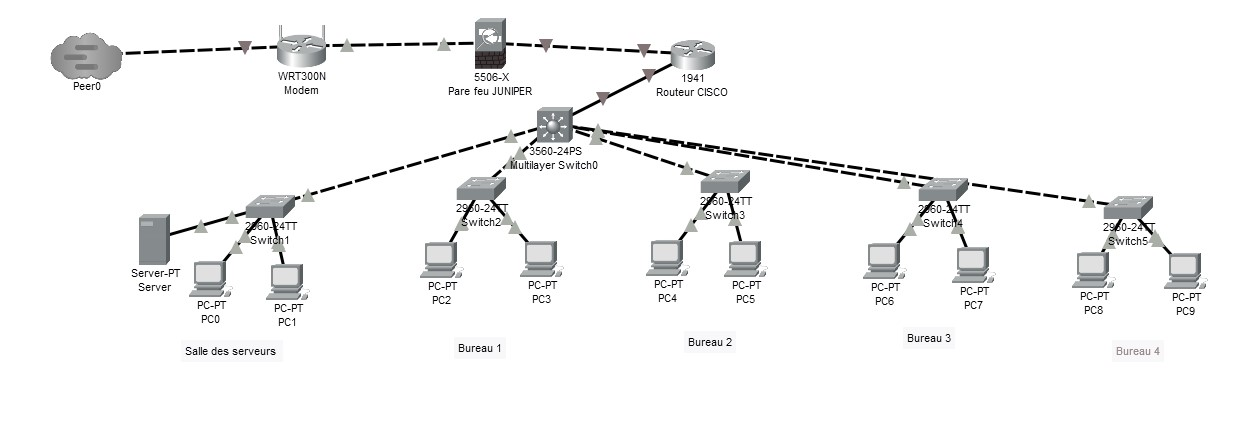 Peer0
WRT300N
Modem
5506-X
Pare feu JUNIPER
1941
Routeur CISCO
3560-24PS
Multilayer Switch0
2960-24TT
Switch1
2960-24TT
Switch2
2960-24TT
Switch3
2960-24TT
Switch4
2960-24TT
Switch5
Server-PT
Server
PC-PT
PC0
PC-PT
PC1
PC-PT
PC2
PC-PT
PC3
PC-PT
PC4
PC-PT
PC5
PC-PT
PC6
PC-PT
PC7
PC-PT
PC8
PC-PT
PC9
Salle des serveurs
Bureau 1
Bureau 2
Bureau 3
Bureau 4